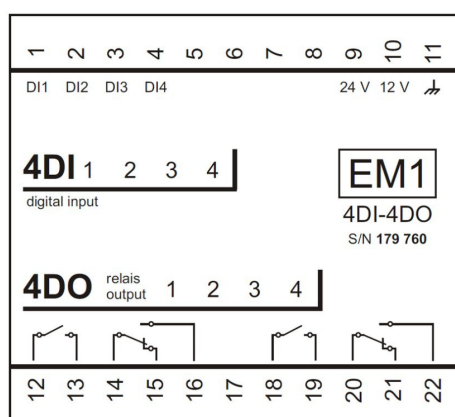 1 2 3 4 5 6 7 8 9 10 11
DI1 DI2 DI3 DI4 24 V 12 V
4DI 1 2 3 4
digital input
EM1
4DI-4DO
S/N 179 760
4DO relais output 1 2 3 4
12 13 14 15 16 17 18 19 20 21 22